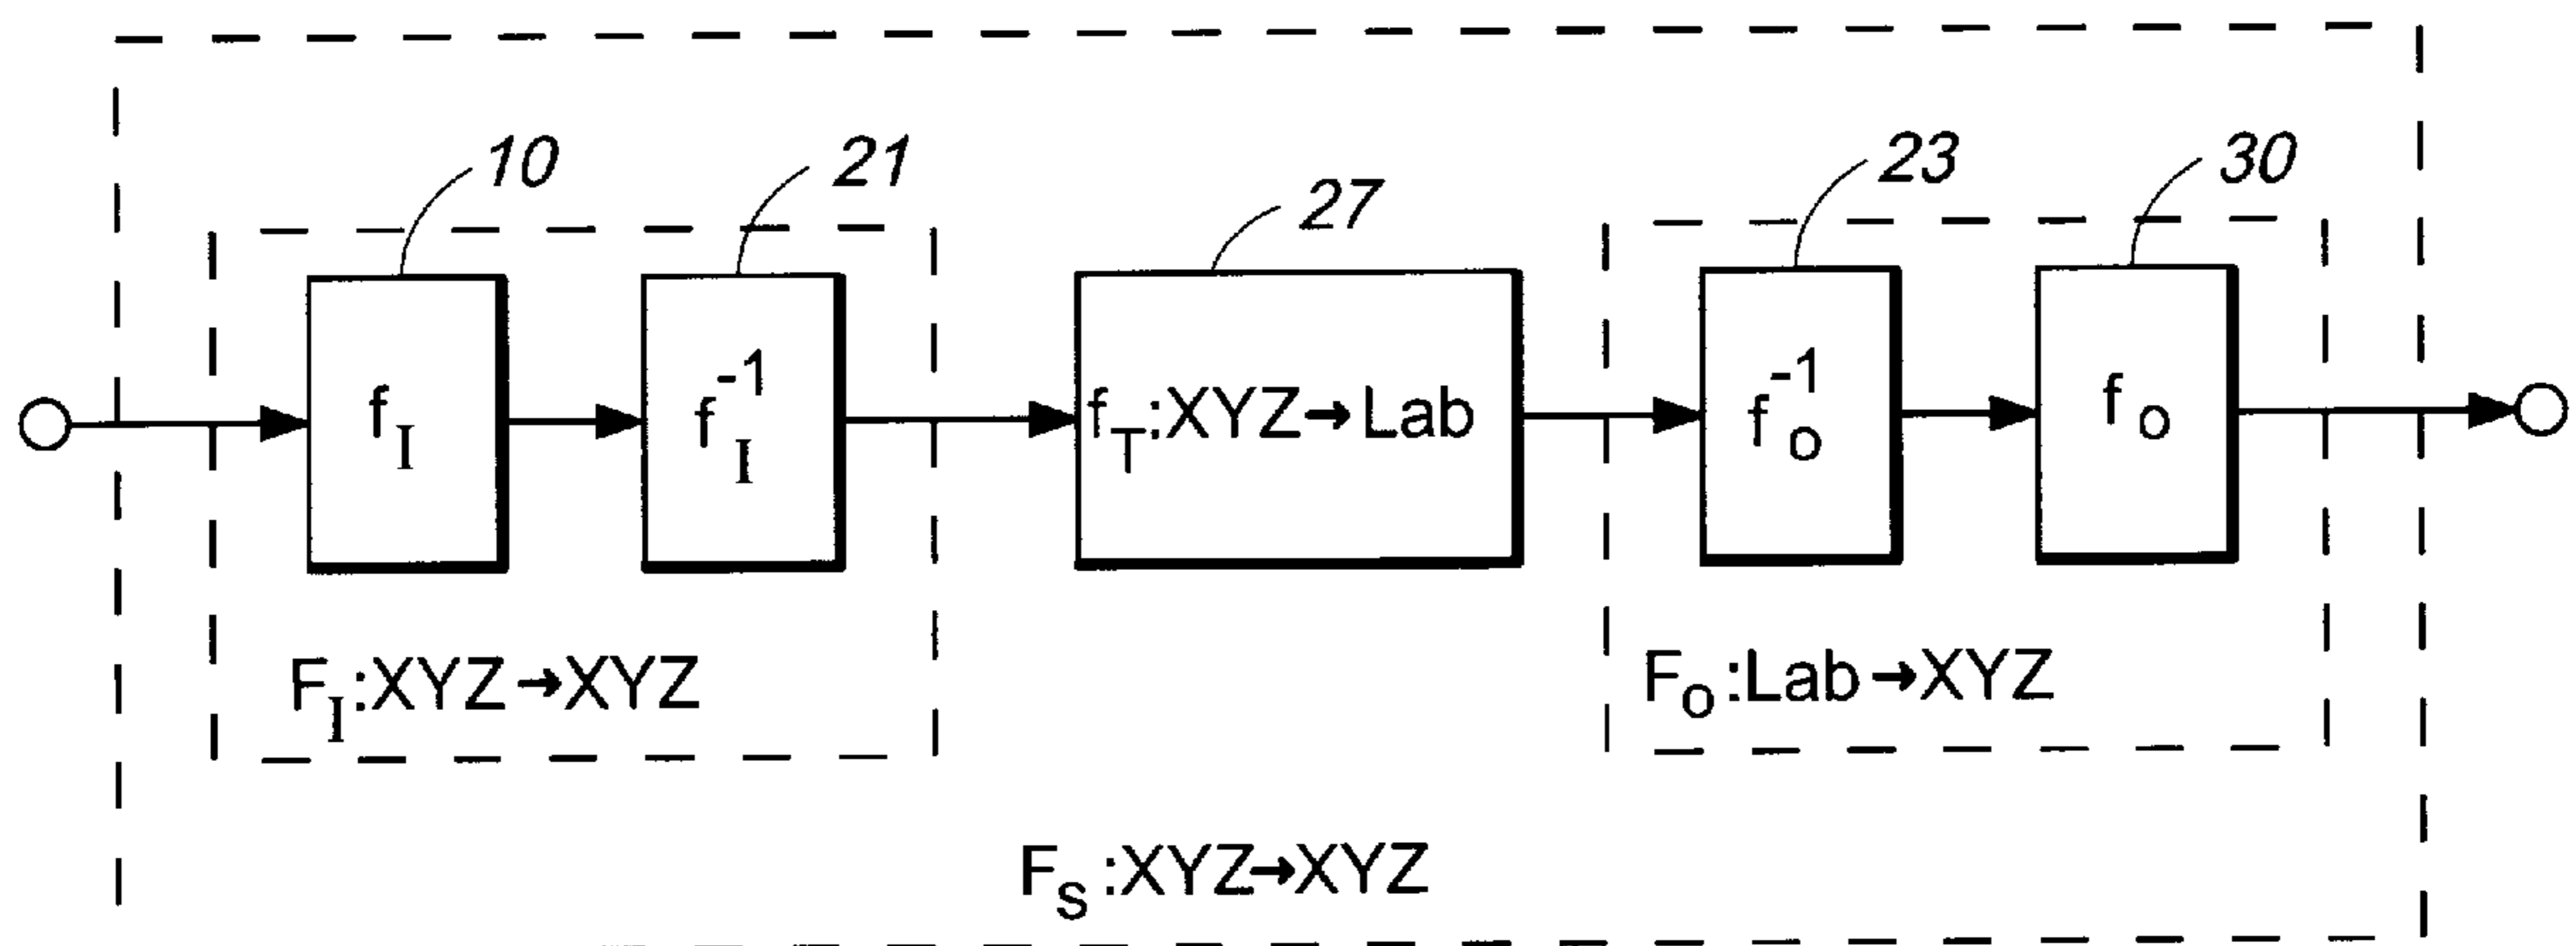 10 21 27 23 30
f_I f_I^-1 f_T:XYZ→Lab f_o^-1 f_o
F_I:XYZ→XYZ F_o:Lab→XYZ
F_S:XYZ→XYZ